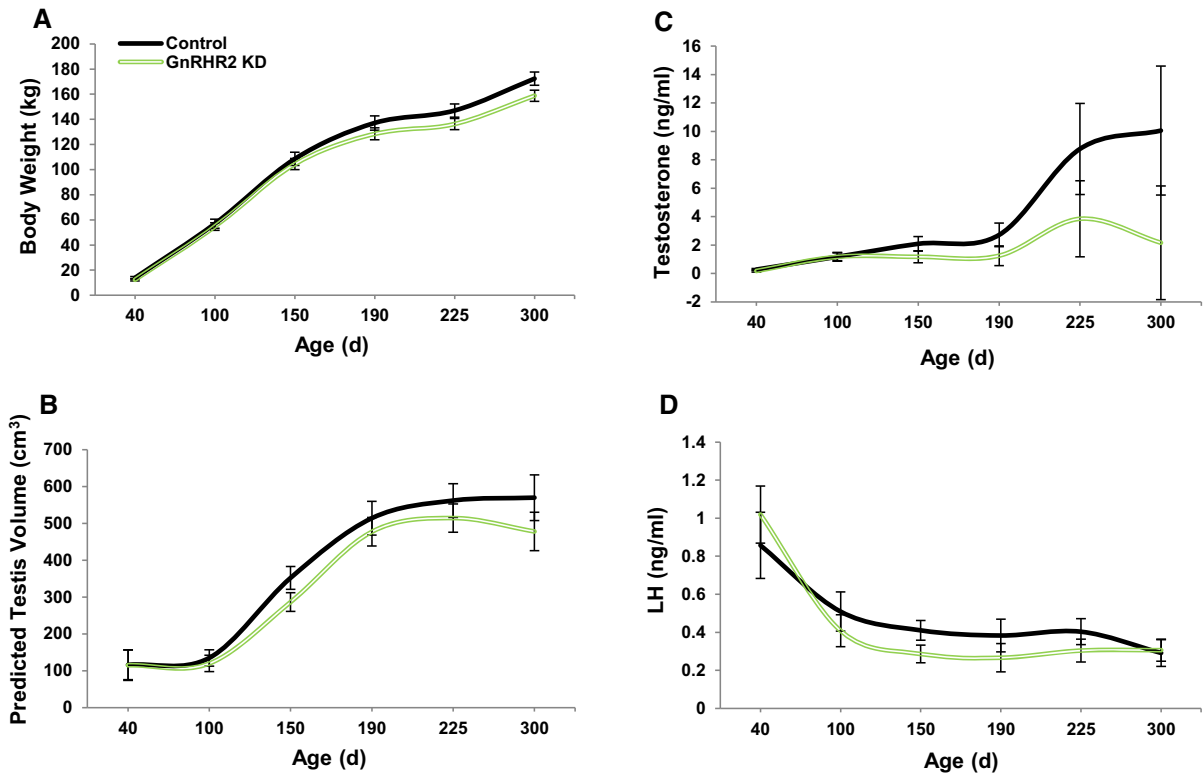 A
Control
GnRHR2 KD
Body Weight (kg)
200
180
160
140
120
100
80
60
40
20
0
40 100 150 190 225 300
Age (d)
B
Predicted Testis Volume (cm³)
700
600
500
400
300
200
100
0
40 100 150 190 225 300
Age (d)
C
Testosterone (ng/ml)
16
14
12
10
8
6
4
2
0
-2
40 100 150 190 225 300
Age (d)
D
LH (ng/ml)
1.4
1.2
1
0.8
0.6
0.4
0.2
0
40 100 150 190 225 300
Age (d)